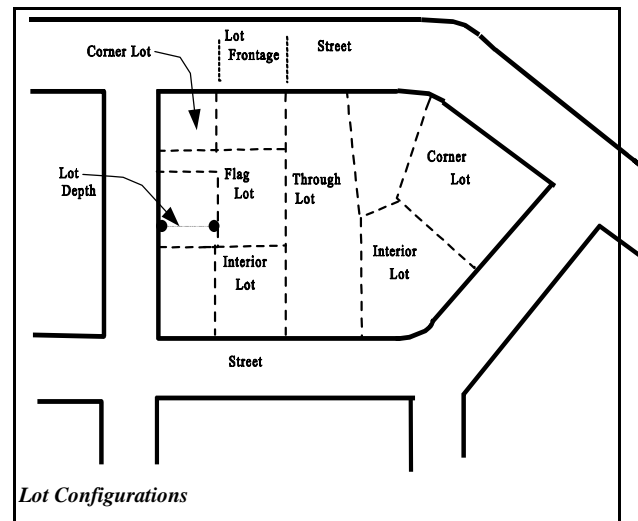 Lot
Frontage
Street
Corner Lot
Corner
Lot
Lot
Depth
Flag
Lot
Through
Lot
Interior
Lot
Interior
Lot
Street
Lot Configurations